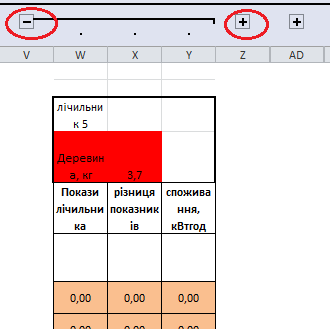 V W X Y Z AD
лічильни
к 5
Деревин
а, кг 3,7
Покази різниця спожива
лічильни показник ння,
ка ів кВтгод
0,00 0,00 0,00
0,00 0,00 0,00